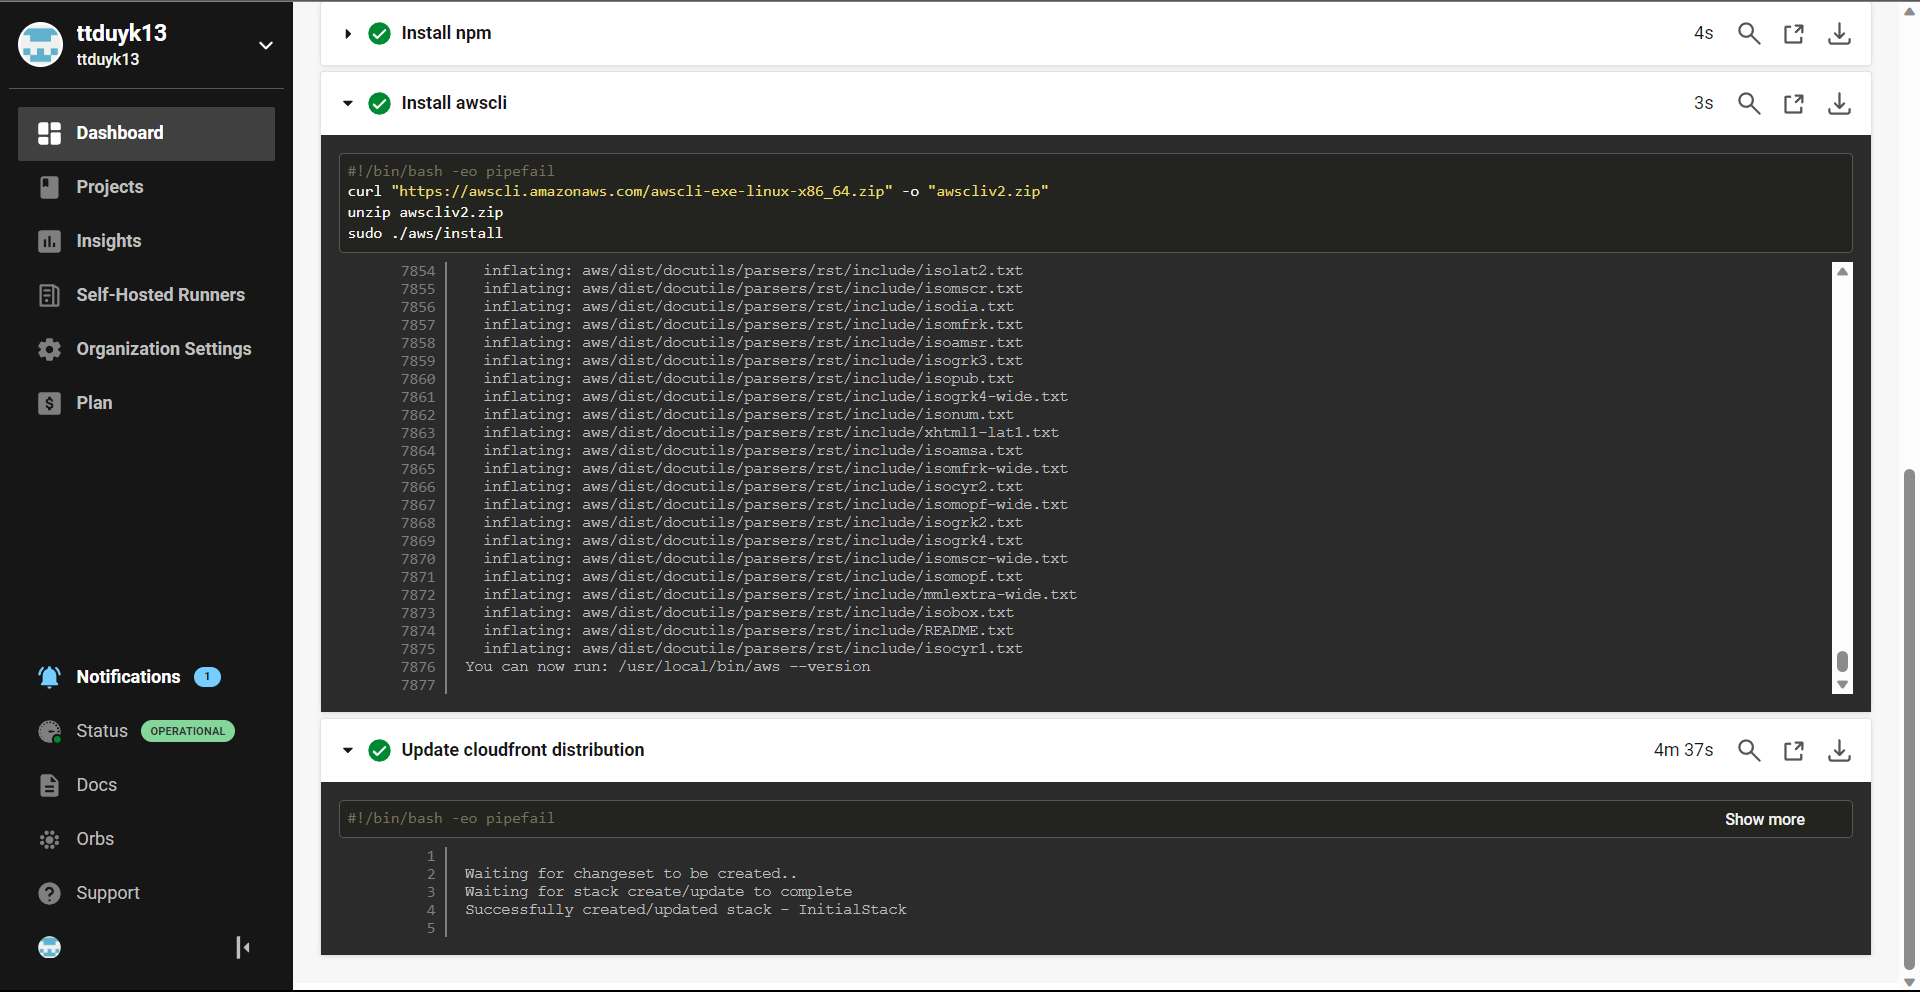 ttduyk13
ttduyk13
Dashboard
Projects
Insights
Self-Hosted Runners
Organization Settings
Plan
Notifications 1
Status OPERATIONAL
Docs
Orbs
Support
Install npm 4s
Install awscli 3s
#!/bin/bash -eo pipefail
curl "https://awscli.amazonaws.com/awscli-exe-linux-x86_64.zip" -o "awscliv2.zip"
unzip awscliv2.zip
sudo ./aws/install
7854 inflating: aws/dist/docutils/parsers/rst/include/isolat2.txt
7855 inflating: aws/dist/docutils/parsers/rst/include/isomscr.txt
7856 inflating: aws/dist/docutils/parsers/rst/include/isodia.txt
7857 inflating: aws/dist/docutils/parsers/rst/include/isomfrk.txt
7858 inflating: aws/dist/docutils/parsers/rst/include/isoamsr.txt
7859 inflating: aws/dist/docutils/parsers/rst/include/isogrk3.txt
7860 inflating: aws/dist/docutils/parsers/rst/include/isopub.txt
7861 inflating: aws/dist/docutils/parsers/rst/include/isogrk4-wide.txt
7862 inflating: aws/dist/docutils/parsers/rst/include/isonum.txt
7863 inflating: aws/dist/docutils/parsers/rst/include/xhtml1-lat1.txt
7864 inflating: aws/dist/docutils/parsers/rst/include/isoamsa.txt
7865 inflating: aws/dist/docutils/parsers/rst/include/isomfrk-wide.txt
7866 inflating: aws/dist/docutils/parsers/rst/include/isocyr2.txt
7867 inflating: aws/dist/docutils/parsers/rst/include/isomopf-wide.txt
7868 inflating: aws/dist/docutils/parsers/rst/include/isogrk2.txt
7869 inflating: aws/dist/docutils/parsers/rst/include/isogrk4.txt
7870 inflating: aws/dist/docutils/parsers/rst/include/isomscr-wide.txt
7871 inflating: aws/dist/docutils/parsers/rst/include/isomopf.txt
7872 inflating: aws/dist/docutils/parsers/rst/include/mmlextra-wide.txt
7873 inflating: aws/dist/docutils/parsers/rst/include/isobox.txt
7874 inflating: aws/dist/docutils/parsers/rst/include/README.txt
7875 inflating: aws/dist/docutils/parsers/rst/include/isocyr1.txt
7876 You can now run: /usr/local/bin/aws --version
7877
Update cloudfront distribution 4m 37s
#!/bin/bash -eo pipefail Show more
1
2 Waiting for changeset to be created..
3 Waiting for stack create/update to complete
4 Successfully created/updated stack - InitialStack
5